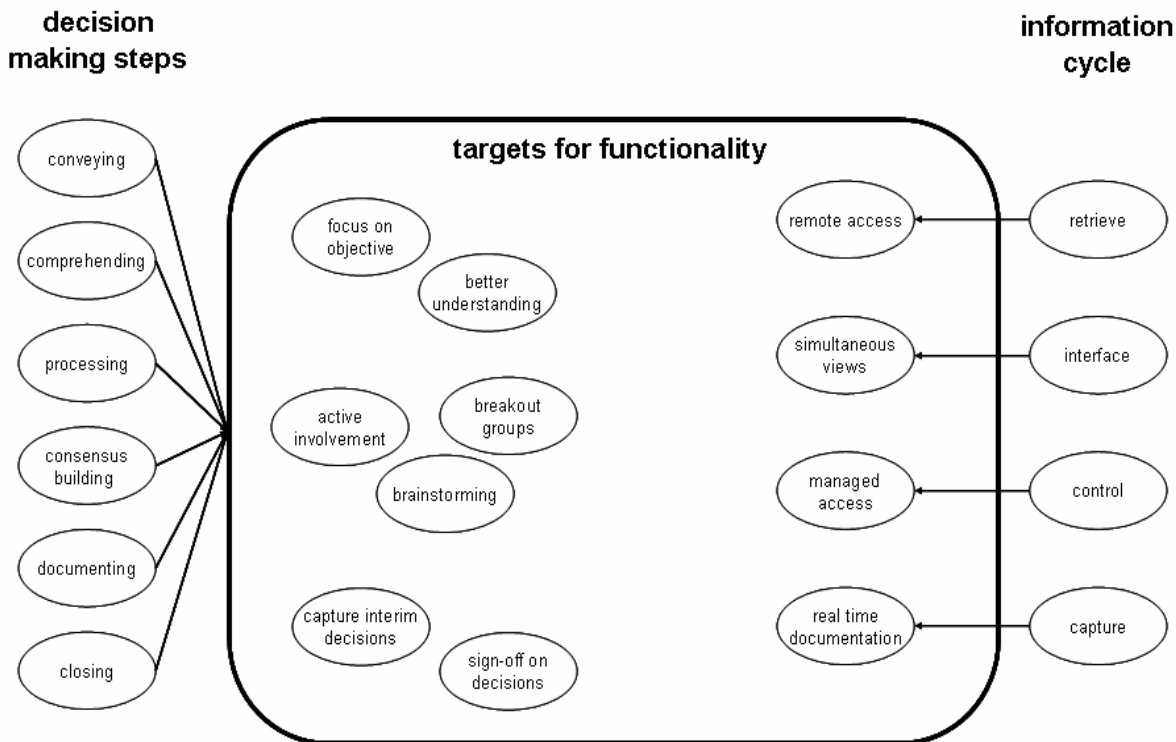 decision
making steps
information
cycle
targets for functionality
conveying
comprehending
processing
consensus
building
documenting
closing
focus on
objective
better
understanding
active
involvement
breakout
groups
brainstorming
capture interim
decisions
sign-off on
decisions
remote access
simultaneous
views
managed
access
real time
documentation
retrieve
interface
control
capture